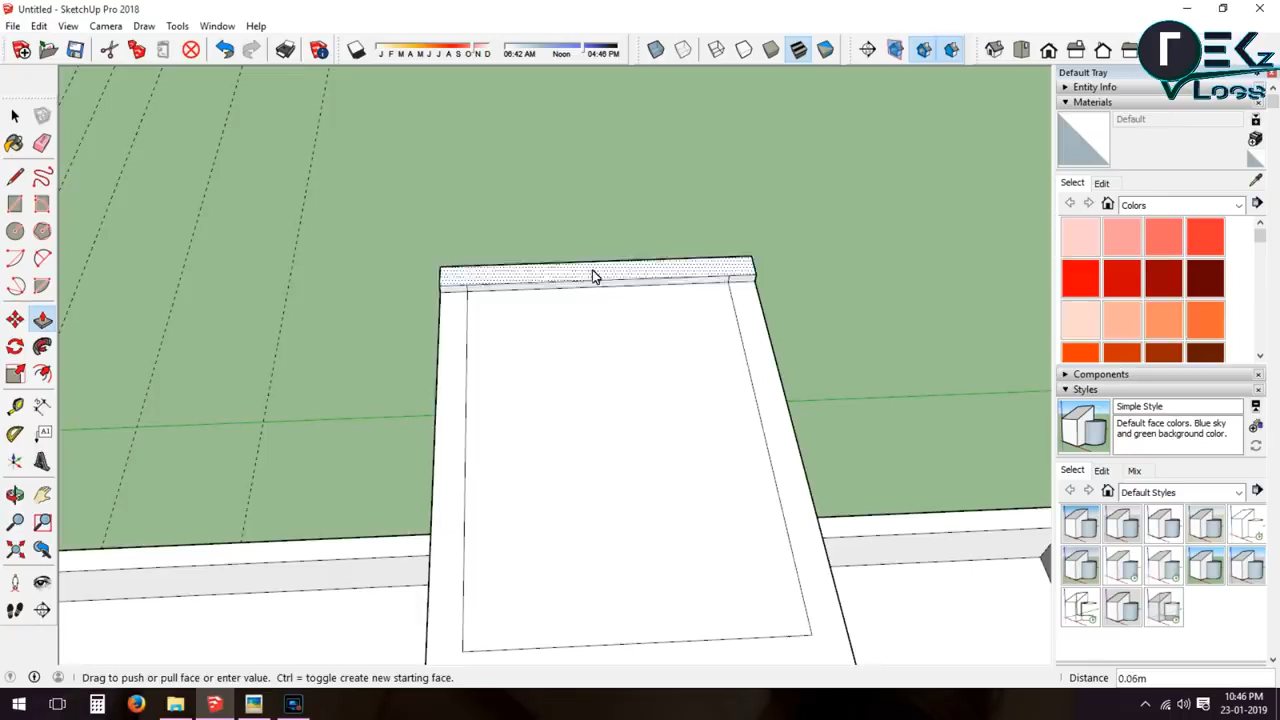 Untitled - SketchUp Pro 2018
File Edit View Camera Draw Tools Window Help
J F M A M J J A S O N D
06:42 AM Noon 04:46 PM
TEKz
VLogs
Default Tray
Entity Info
Materials
Default
Select Edit
Colors
Components
Styles
Simple Style
Default face colors. Blue sky
and green background color.
Select Edit Mix
Default Styles
A1
Drag to push or pull face or enter value. Ctrl = toggle create new starting face.
Distance 0.06m
10:46 PM
23-01-2019